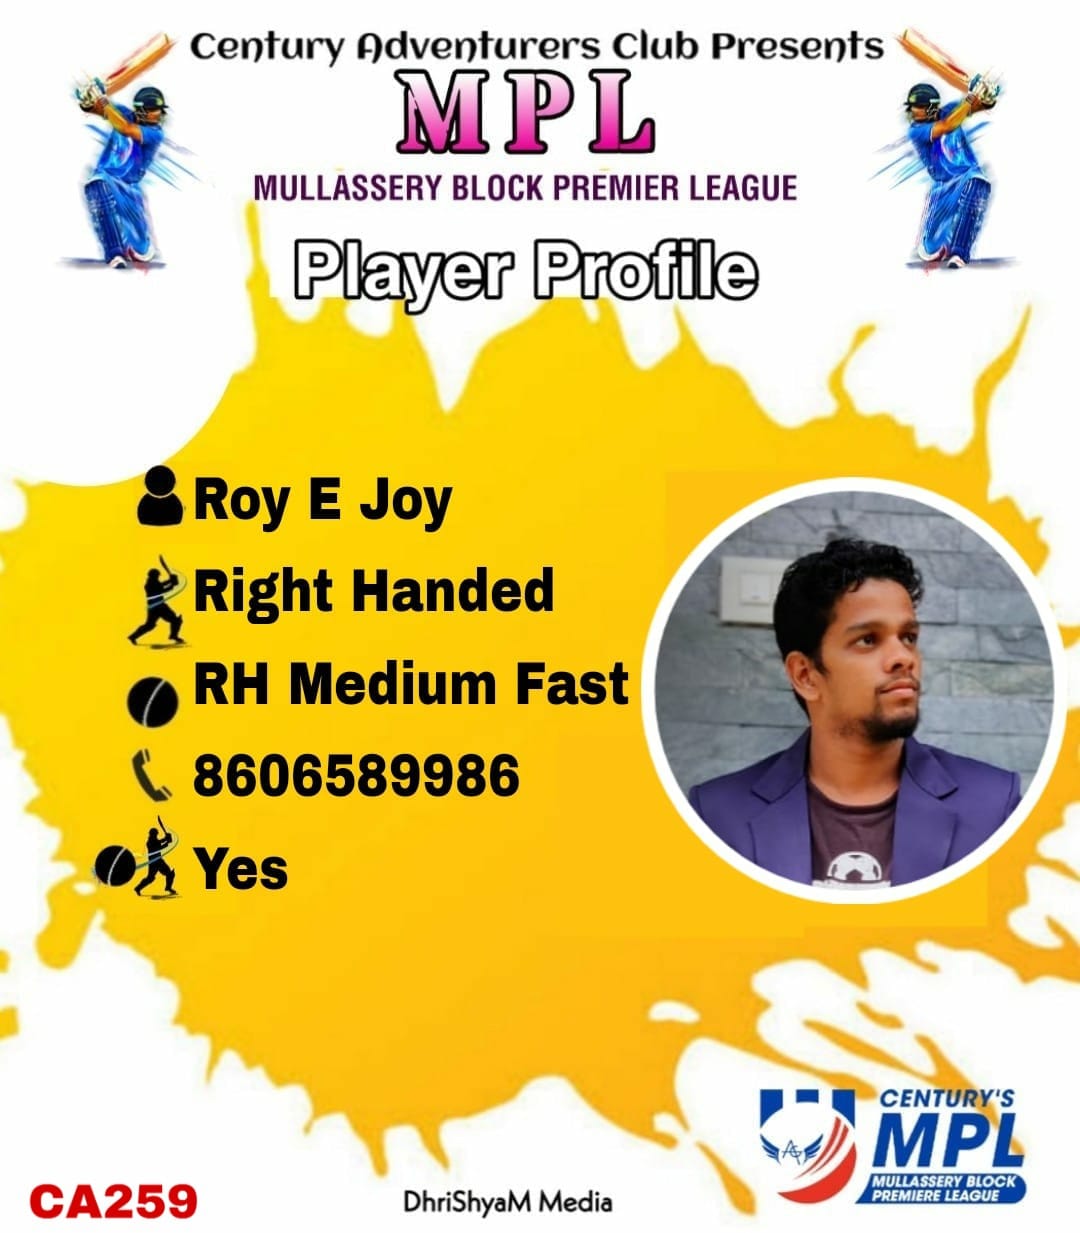 Century Adventurers Club Presents
MPL
MULLASSERY BLOCK PREMIER LEAGUE
Player Profile
Roy E Joy
Right Handed
RH Medium Fast
8606589986
Yes
CENTURY'S
MPL
MULLASSERY BLOCK
PREMIERE LEAGUE
CA259
DhriShyaM Media